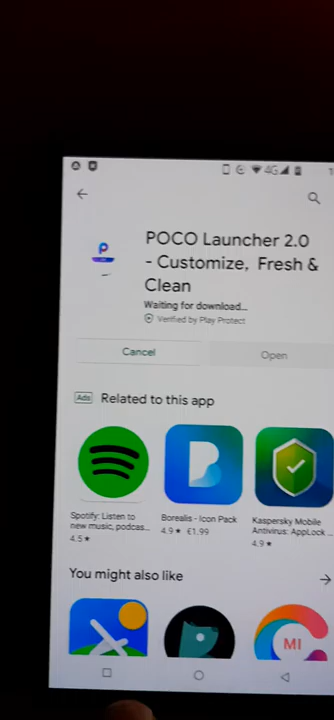 4G
POCO Launcher 2.0
- Customize, Fresh &
Clean
Waiting for download...
Verified by Play Protect
Cancel
Open
Ads
Related to this app
Spotify: Listen to
new music, podcas...
4.5★
Borealis - Icon Pack
4.9★ €1.99
Kaspersky Mobile
Antivirus: AppLock ...
4.9★
You might also like
MI